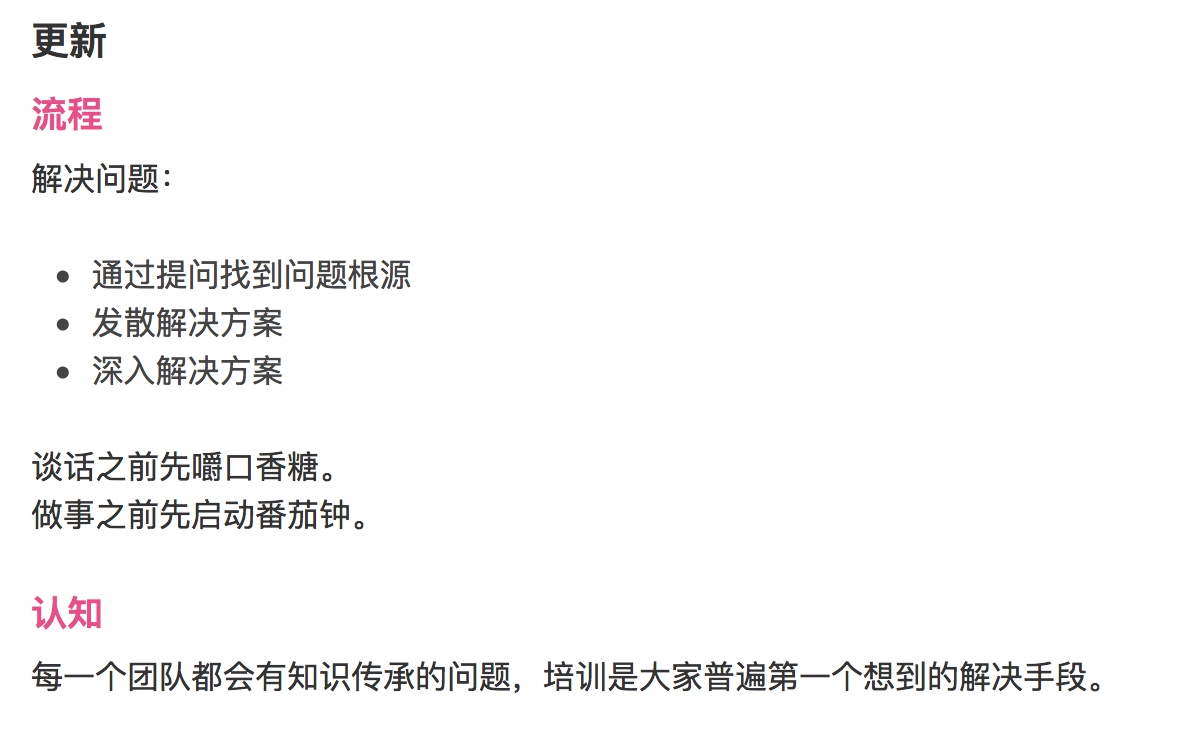 更新
流程
解决问题：
• 通过提问找到问题根源
• 发散解决方案
• 深入解决方案
谈话之前先嚼口香糖。
做事之前先启动番茄钟。
认知
每一个团队都会有知识传承的问题，培训是大家普遍第一个想到的解决手段。